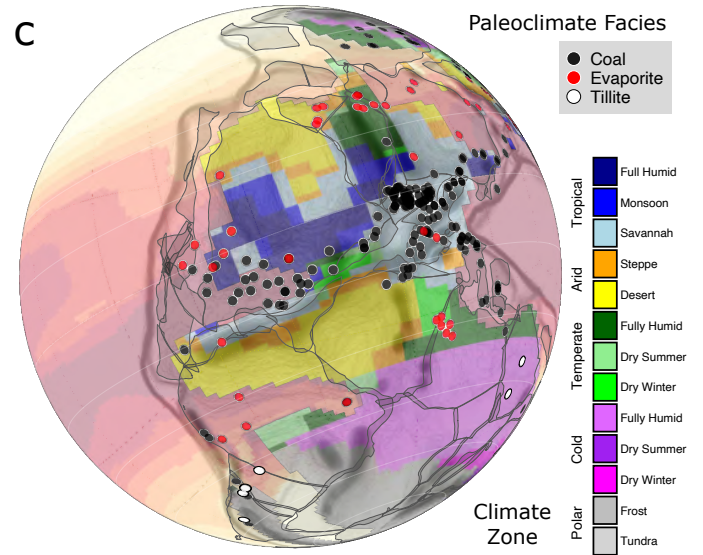 C
Paleoclimate Facies
Coal
Evaporite
Tillite
Tropical
Full Humid
Monsoon
Savannah
Arid
Steppe
Desert
Temperate
Fully Humid
Dry Summer
Dry Winter
Cold
Fully Humid
Dry Summer
Dry Winter
Polar
Frost
Tundra
Climate
Zone